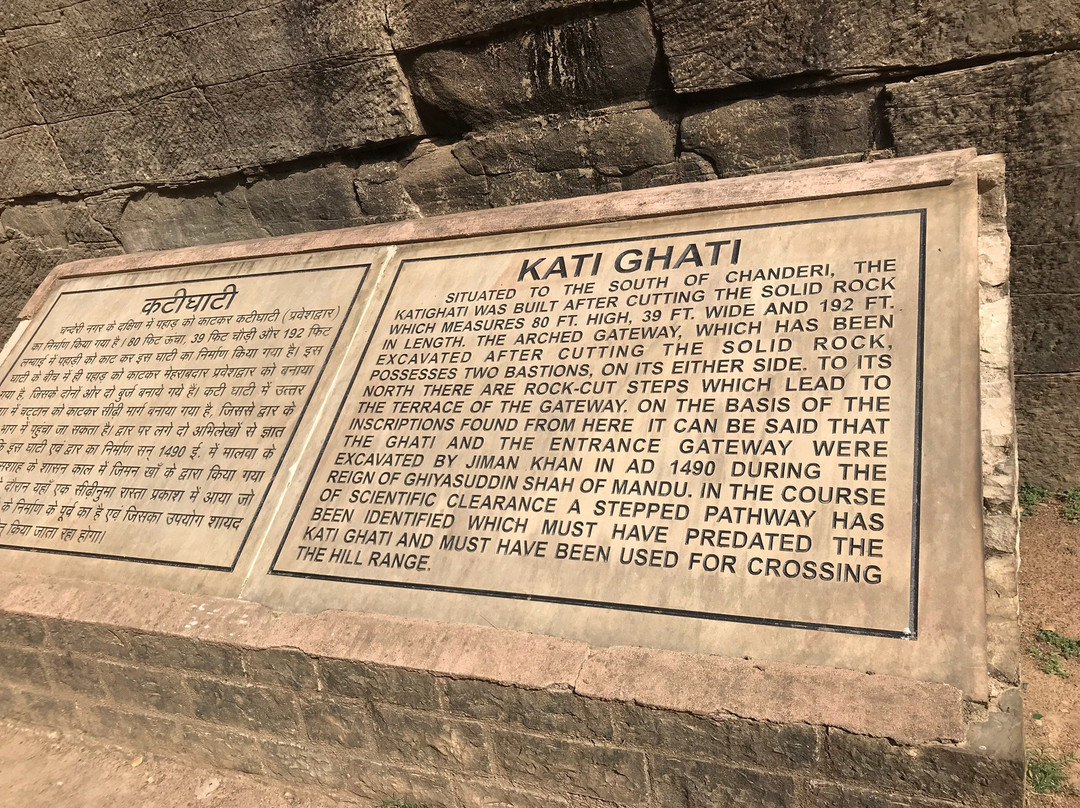 कटीघाटी
चन्देरी नगर के दक्षिण में पहाड़ को काटकर कटीघाटी (प्रवेशद्वार)
का निर्माण किया गया है। 80 फिट ऊंचा, 39 फिट चौड़ी और 192 फिट
लम्बाई में पहाड़ी को काट कर इस घाटी का निर्माण किया गया है। इस
घाटी के बीच में ही पहाड़ को काटकर मेहराबदार प्रवेशद्वार को बनाया
गया है, जिसके दोनों ओर दो बुर्ज बनाये गये हैं। कटी घाटी में उत्तर
में चट्टान को काटकर सीढ़ी मार्ग बनाया गया है, जिससे द्वार के
भाग में पहुंचा जा सकता है। द्वार पर लगे दो अभिलेखों से ज्ञात
इस घाटी एवं द्वार का निर्माण सन् 1490 ई. में मालवा के
के शासन काल में जिमन खाँ के द्वारा किया गया
दौरान यहाँ एक सीढ़ीनुमा रास्ता प्रकाश में आया जो
के निर्माण के पूर्व का है एवं जिसका उपयोग शायद
किया जाता रहा होगा।
KATI GHATI
SITUATED TO THE SOUTH OF CHANDERI, THE
KATIGHATI WAS BUILT AFTER CUTTING THE SOLID ROCK
WHICH MEASURES 80 FT. HIGH, 39 FT. WIDE AND 192 FT.
IN LENGTH. THE ARCHED GATEWAY, WHICH HAS BEEN
EXCAVATED AFTER CUTTING THE SOLID ROCK,
POSSESSES TWO BASTIONS, ON ITS EITHER SIDE. TO ITS
NORTH THERE ARE ROCK-CUT STEPS WHICH LEAD TO
THE TERRACE OF THE GATEWAY. ON THE BASIS OF THE
INSCRIPTIONS FOUND FROM HERE IT CAN BE SAID THAT
THE GHATI AND THE ENTRANCE GATEWAY WERE
EXCAVATED BY JIMAN KHAN IN AD 1490 DURING THE
REIGN OF GHIYASUDDIN SHAH OF MANDU. IN THE COURSE
OF SCIENTIFIC CLEARANCE A STEPPED PATHWAY HAS
BEEN IDENTIFIED WHICH MUST HAVE PREDATED THE
KATI GHATI AND MUST HAVE BEEN USED FOR CROSSING
THE HILL RANGE.